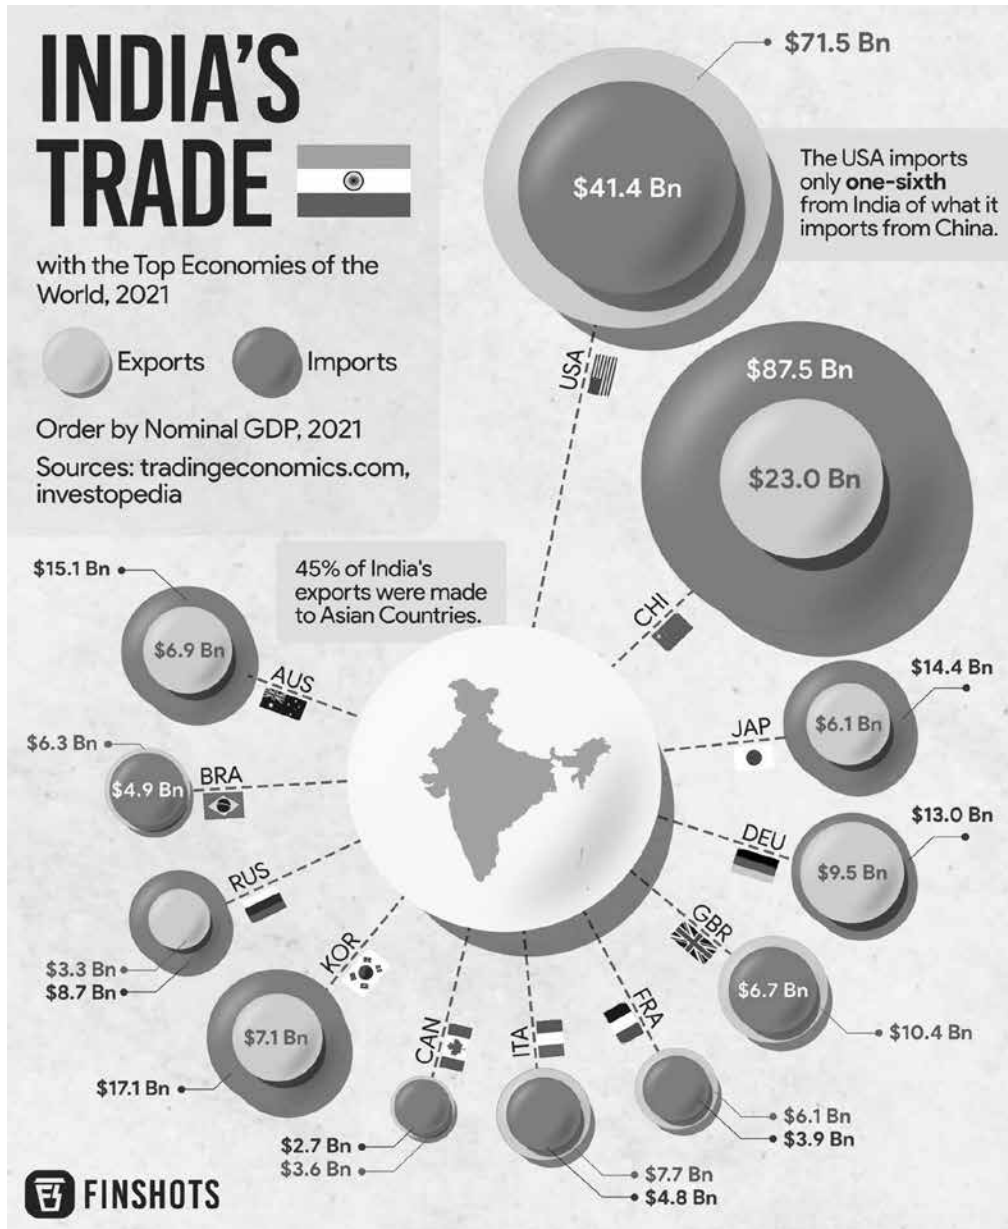 INDIA'S
TRADE
with the Top Economies of the
World, 2021
Exports
Imports
Order by Nominal GDP, 2021
Sources: tradingeconomics.com,
investopedia
$71.5 Bn
$41.4 Bn
The USA imports
only one-sixth
from India of what it
imports from China.
USA
$87.5 Bn
$23.0 Bn
CHI
45% of India's
exports were made
to Asian Countries.
$15.1 Bn
$6.9 Bn
AUS
$14.4 Bn
$6.1 Bn
JAP
$6.3 Bn
$4.9 Bn
BRA
$13.0 Bn
$9.5 Bn
DEU
RUS
$3.3 Bn
$8.7 Bn
GBR
$6.7 Bn
$10.4 Bn
KOR
$7.1 Bn
$17.1 Bn
CAN
$2.7 Bn
$3.6 Bn
ITA
$7.7 Bn
$4.8 Bn
FRA
$6.1 Bn
$3.9 Bn
FINSHOTS